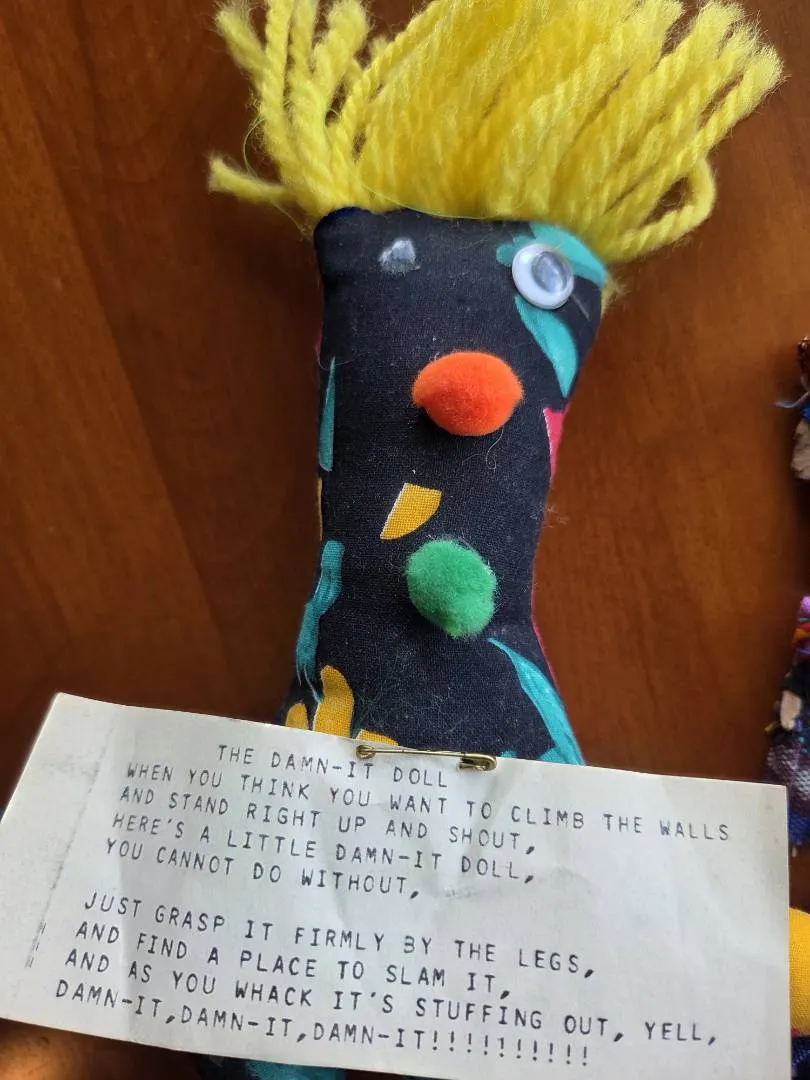 THE DAMN-IT DOLL
WHEN YOU THINK YOU WANT TO CLIMB THE WALLS
AND STAND RIGHT UP AND SHOUT,
HERE'S A LITTLE DAMN-IT DOLL,
YOU CANNOT DO WITHOUT,
JUST GRASP IT FIRMLY BY THE LEGS,
AND FIND A PLACE TO SLAM IT,
AND AS YOU WHACK IT'S STUFFING OUT, YELL,
DAMN-IT,DAMN-IT,DAMN-IT!!!!!!!!!!